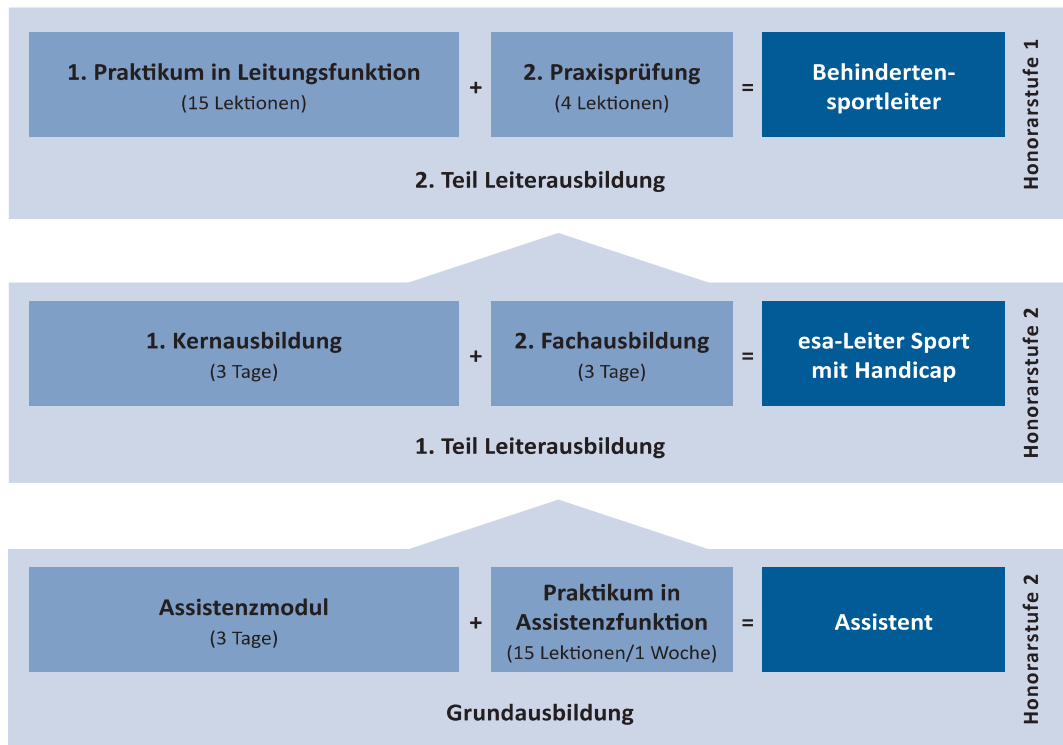 1. Praktikum in Leitungsfunktion
(15 Lektionen)
+
2. Praxisprüfung
(4 Lektionen)
=
Behinderten-
sportleiter
Honorarstufe 1
2. Teil Leiterausbildung
1. Kernausbildung
(3 Tage)
+
2. Fachausbildung
(3 Tage)
=
esa-Leiter Sport
mit Handicap
Honorarstufe 2
1. Teil Leiterausbildung
Assistenzmodul
(3 Tage)
+
Praktikum in
Assistenzfunktion
(15 Lektionen/1 Woche)
=
Assistent
Honorarstufe 2
Grundausbildung